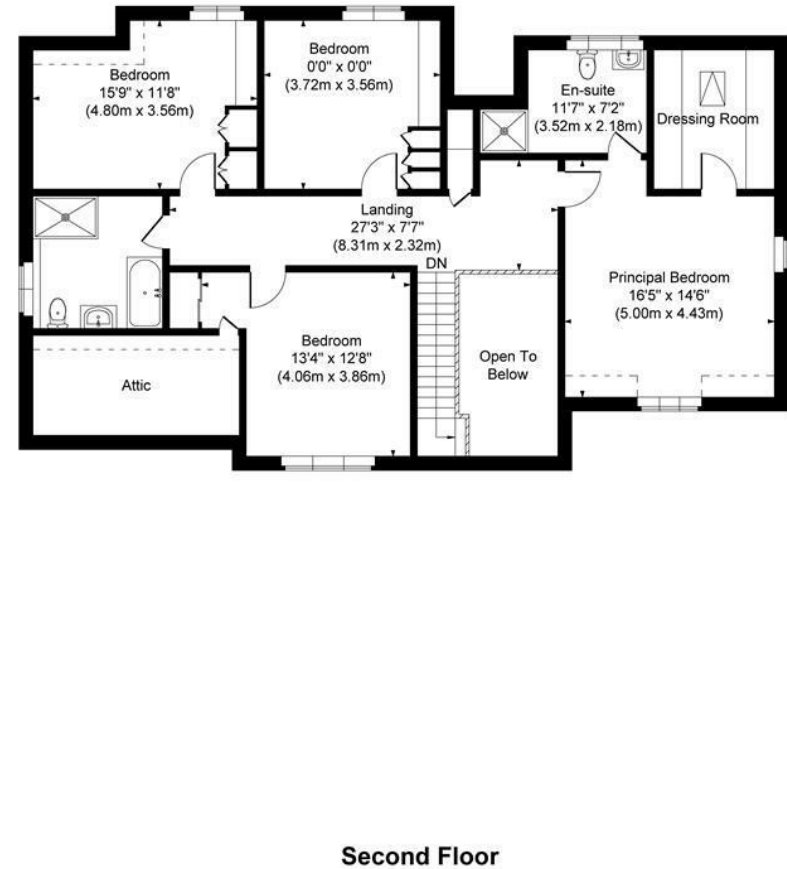 Bedroom
15'9" x 11'8"
(4.80m x 3.56m)
Bedroom
0'0" x 0'0"
(3.72m x 3.56m)
En-suite
11'7" x 7'2"
(3.52m x 2.18m)
Dressing Room
Landing
27'3" x 7'7"
(8.31m x 2.32m)
DN
Principal Bedroom
16'5" x 14'6"
(5.00m x 4.43m)
Bedroom
13'4" x 12'8"
(4.06m x 3.86m)
Open To
Below
Attic
Second Floor